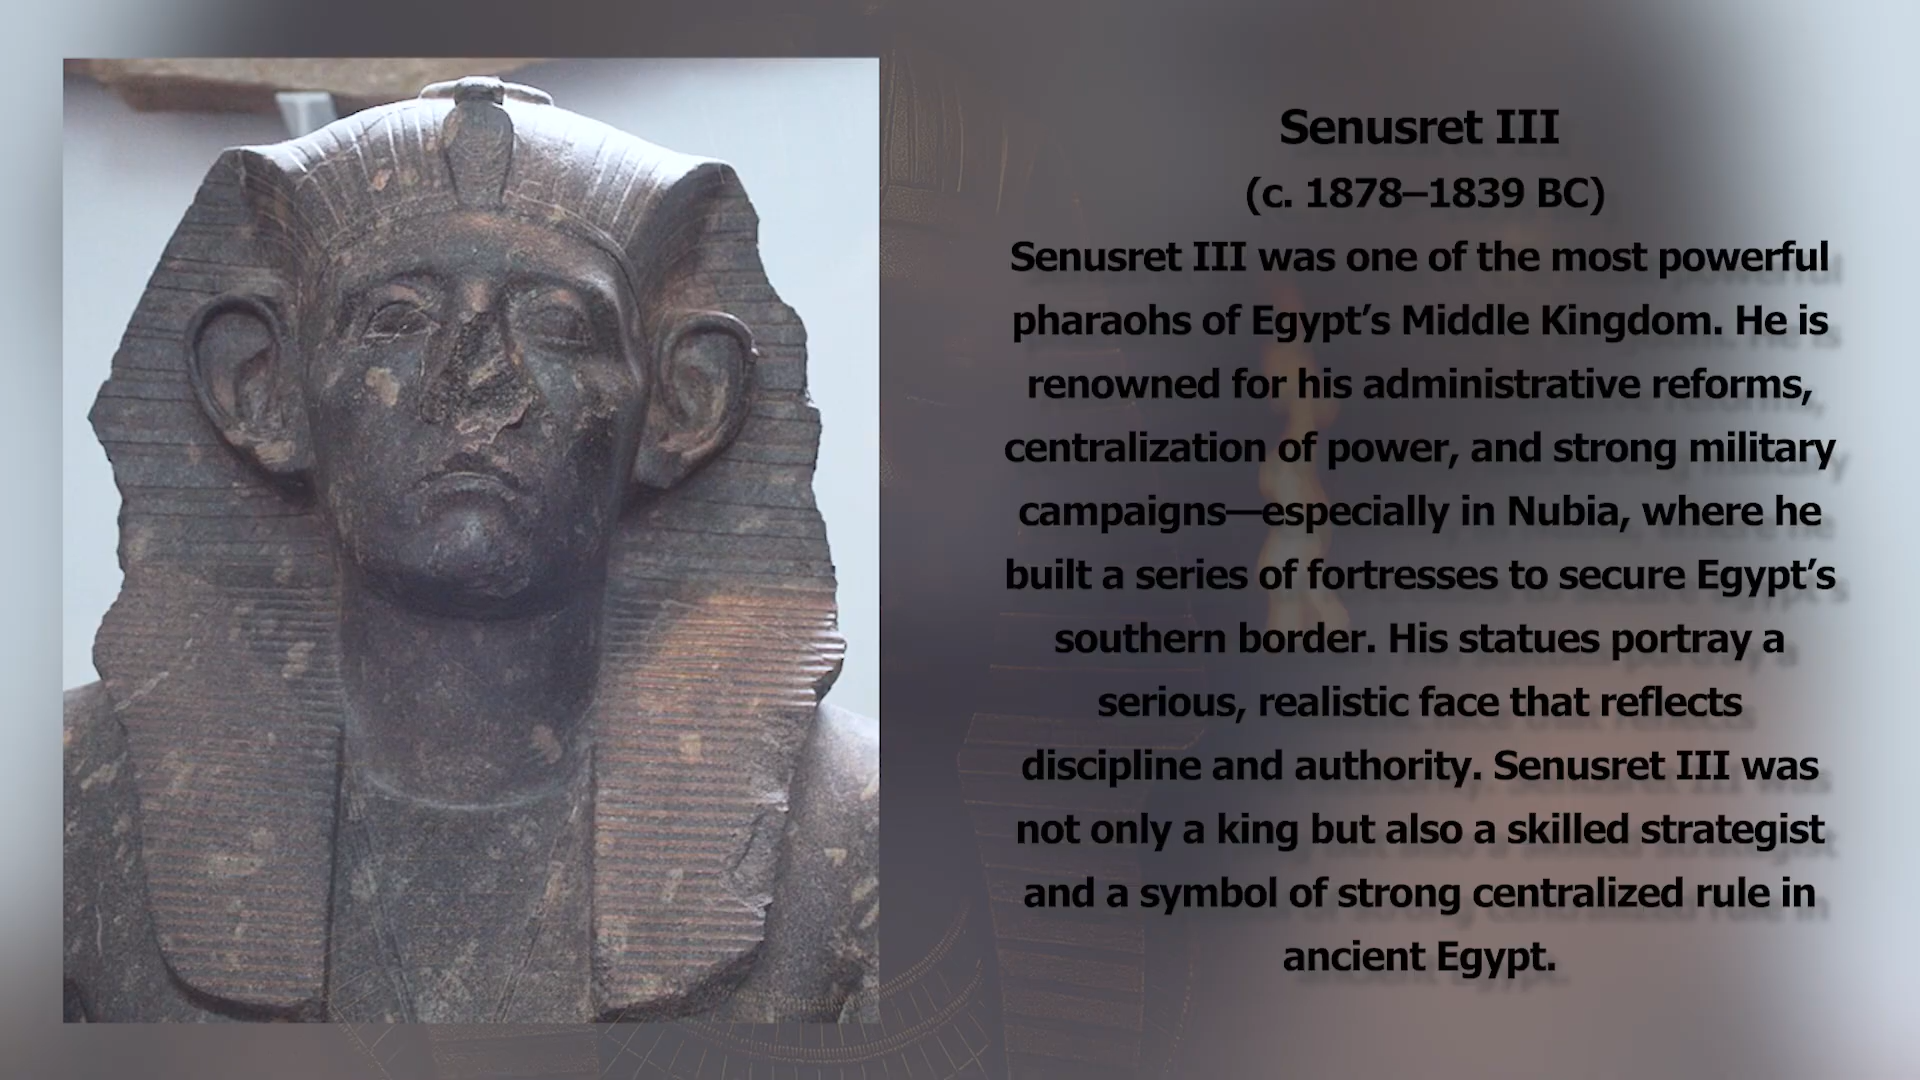 Senusret III
(c. 1878–1839 BC)
Senusret III was one of the most powerful
pharaohs of Egypt’s Middle Kingdom. He is
renowned for his administrative reforms,
centralization of power, and strong military
campaigns—especially in Nubia, where he
built a series of fortresses to secure Egypt’s
southern border. His statues portray a
serious, realistic face that reflects
discipline and authority. Senusret III was
not only a king but also a skilled strategist
and a symbol of strong centralized rule in
ancient Egypt.